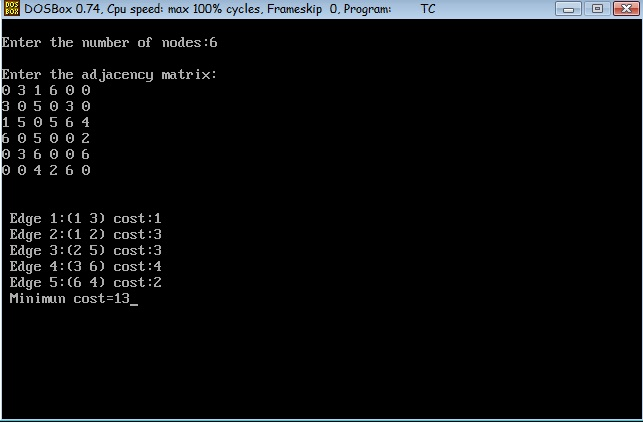 DOS BOX DOSBox 0.74, Cpu speed: max 100% cycles, Frameskip 0, Program: TC
Enter the number of nodes:6
Enter the adjacency matrix:
0 3 1 6 0 0
3 0 5 0 3 0
1 5 0 5 6 4
6 0 5 0 0 2
0 3 6 0 0 6
0 0 4 2 6 0
Edge 1:(1 3) cost:1
Edge 2:(1 2) cost:3
Edge 3:(2 5) cost:3
Edge 4:(3 6) cost:4
Edge 5:(6 4) cost:2
Minimun cost=13_